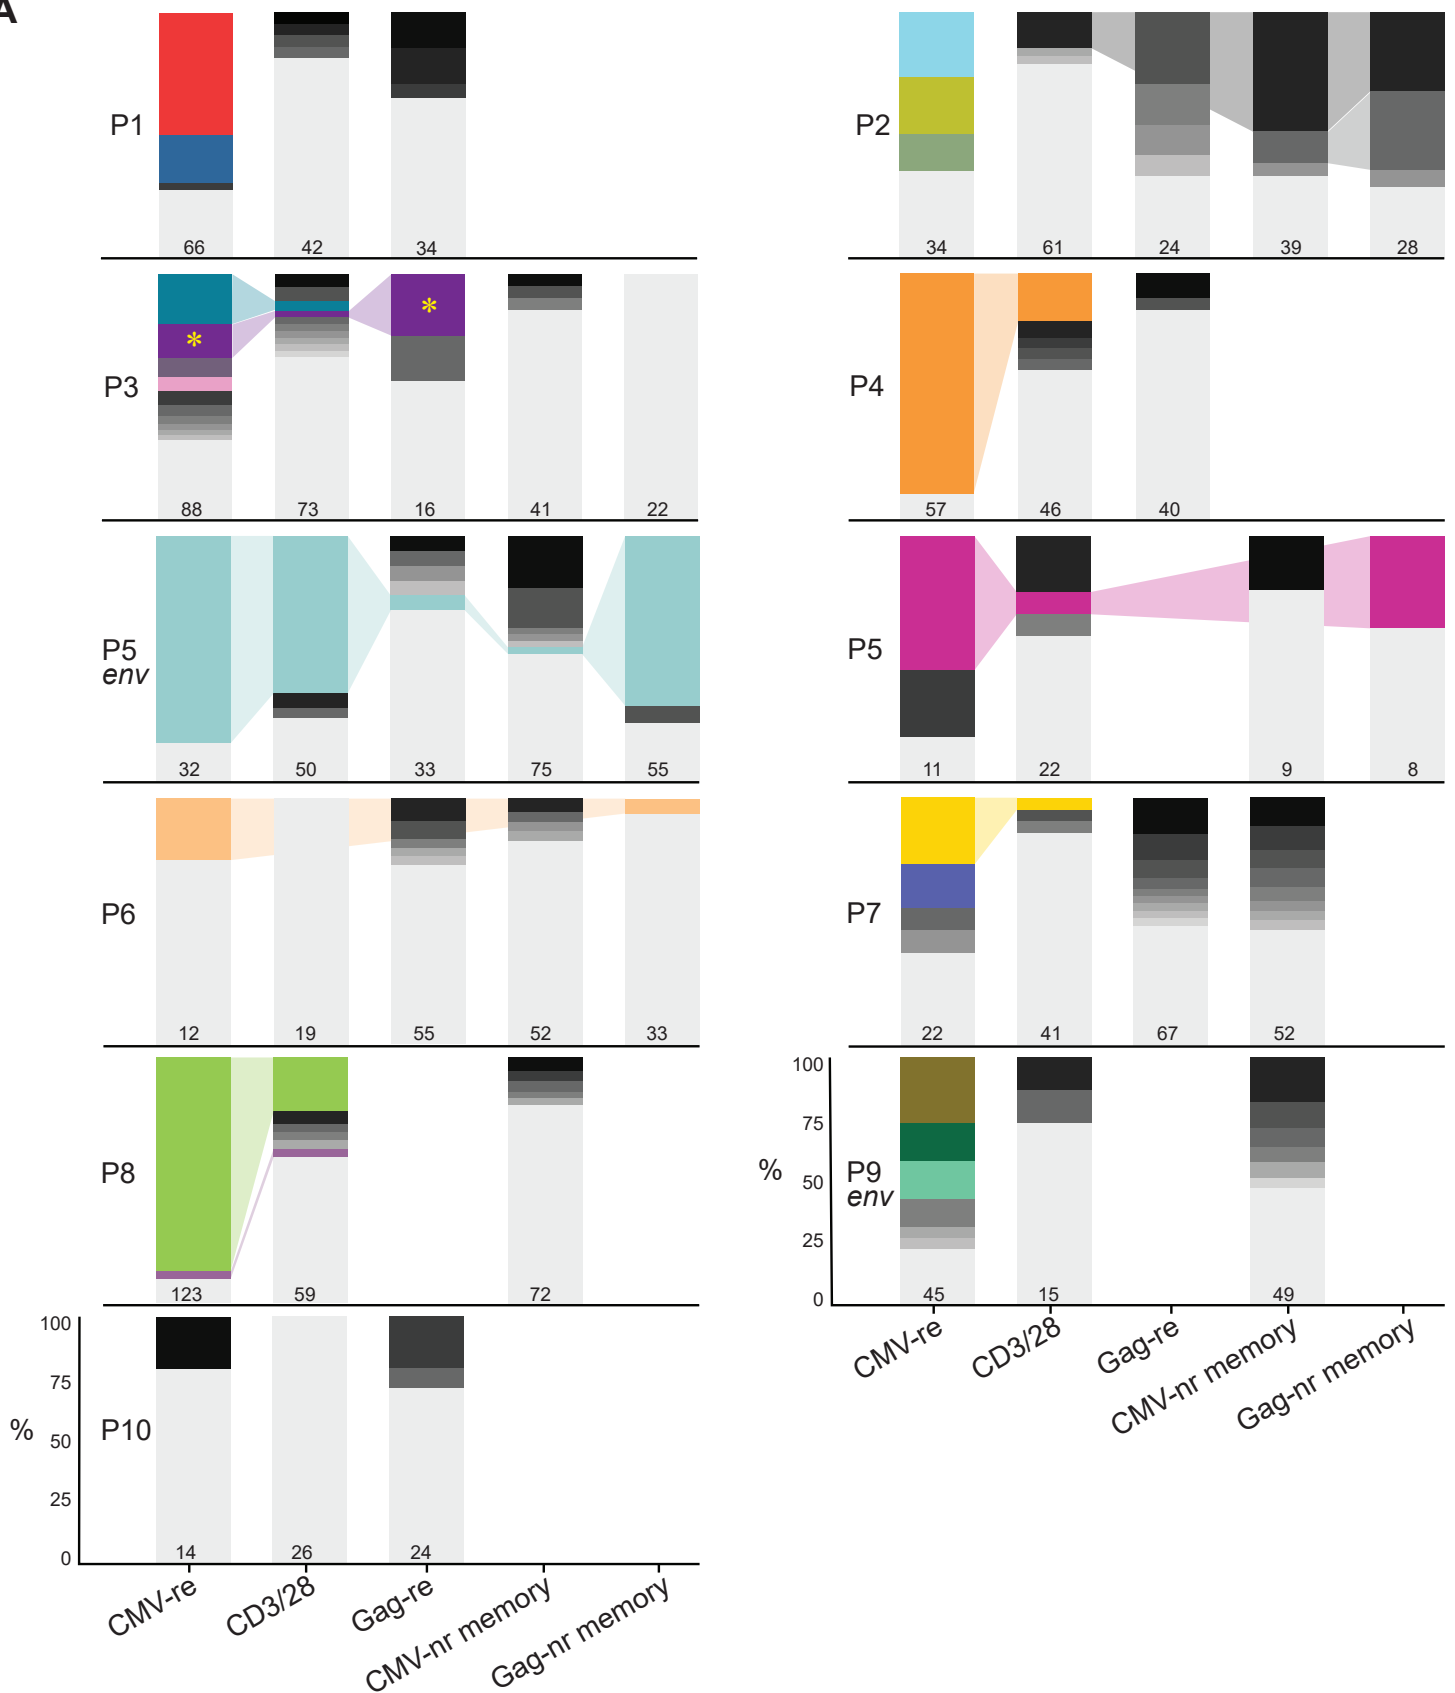 A
P1
66 42 34
P2
34 61 24 39 28
P3
*
*
88 73 16 41 22
P4
57 46 40
P5
env
32 50 33 75 55
P5
11 22 9 8
P6
12 19 55 52 33
P7
22 41 67 52
P8
123 59 72
100
75
%
50
25
0
P9
env
45 15 49
CMV-re CD3/28 Gag-re CMV-nr memory Gag-nr memory
100
75
%
50
25
0
P10
14 26 24
CMV-re CD3/28 Gag-re CMV-nr memory Gag-nr memory